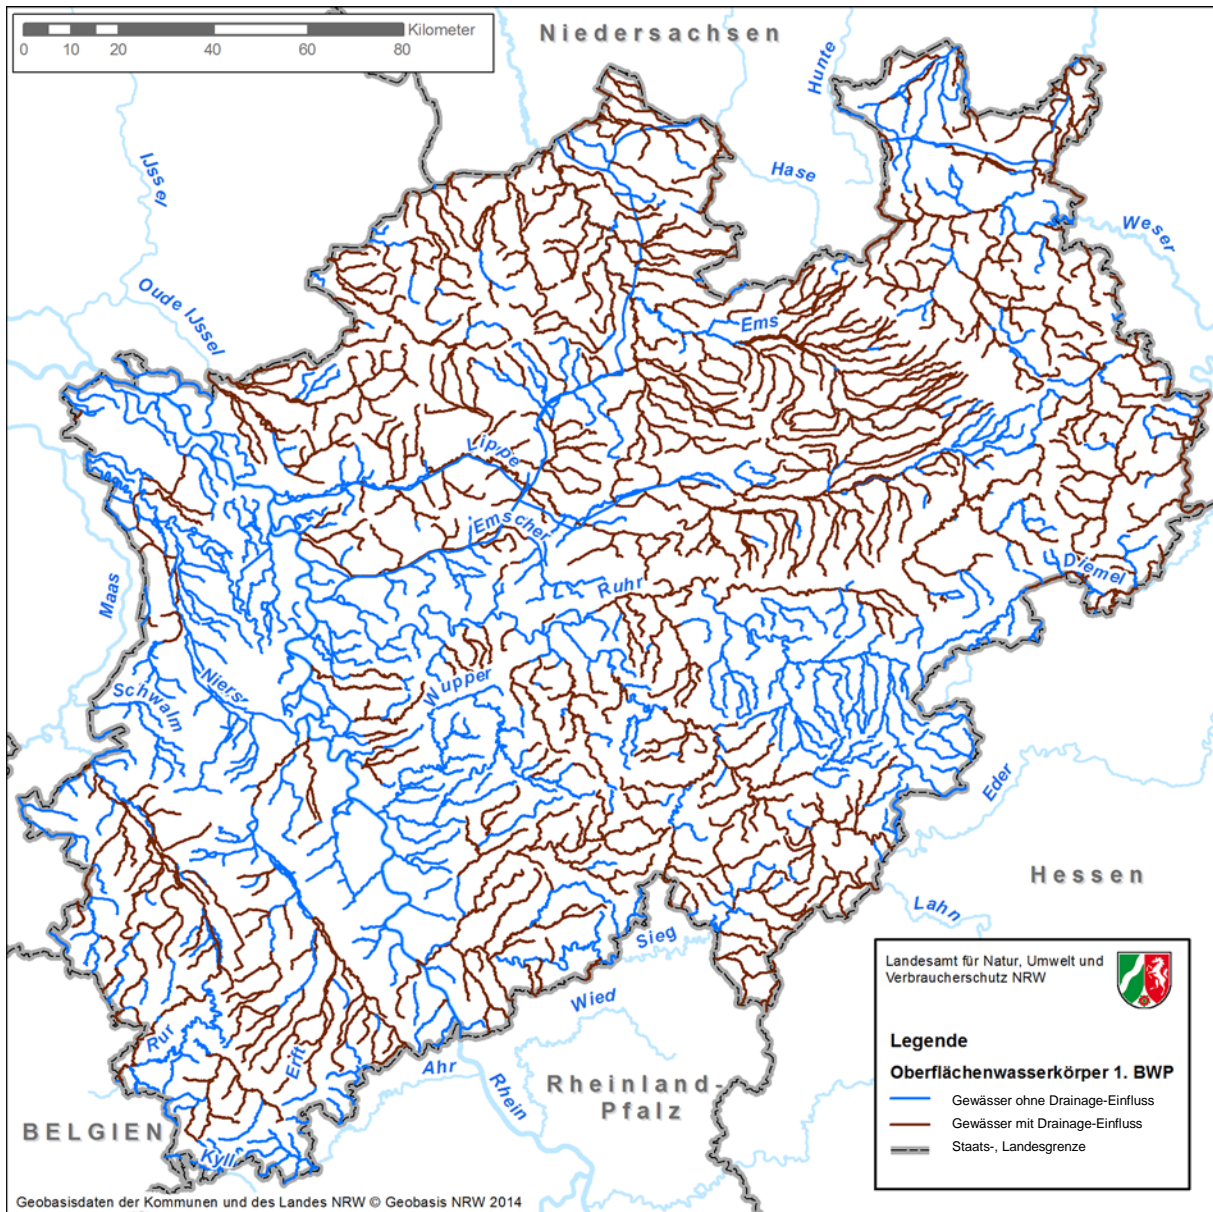 Kilometer
0 10 20 40 60 80
Niedersachsen
Hunte
IJssel
Hase
Weser
Oude IJssel
Ems
Lippe
Emscher
Maas
Ruhr
Diemel
Schwalm
Niers
Wupper
Eder
Hessen
Lahn
Sieg
Wied
Rur
Erft
Ahr
Rhein
Rheinland-
Pfalz
BELGIEN
Kyll
Landesamt für Natur, Umwelt und
Verbraucherschutz NRW
Legende
Oberflächenwasserkörper 1. BWP
Gewässer ohne Drainage-Einfluss
Gewässer mit Drainage-Einfluss
Staats-, Landesgrenze
Geobasisdaten der Kommunen und des Landes NRW © Geobasis NRW 2014